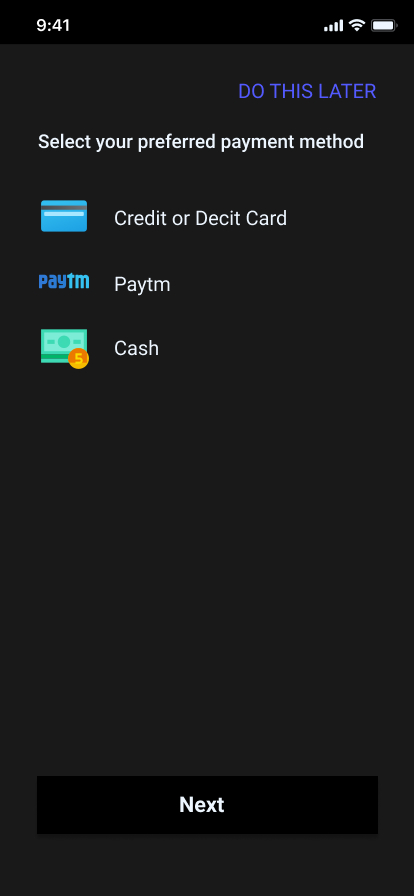 9:41
DO THIS LATER
Select your preferred payment method
Credit or Decit Card
Paytm
Paytm
5
Cash
Next